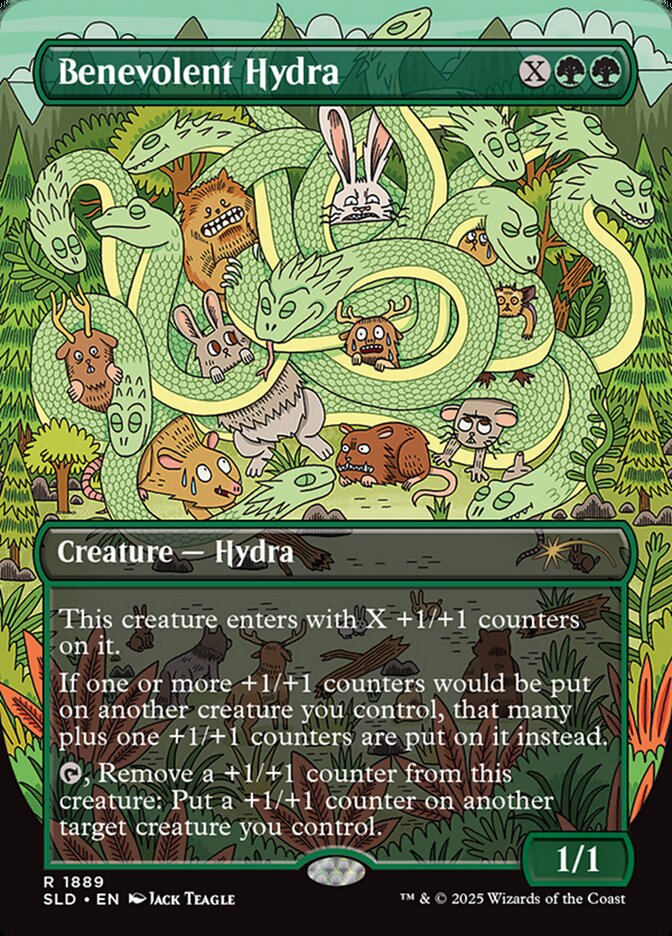 Benevolent Hydra X
Creature — Hydra
This creature enters with X +1/+1 counters
on it.
If one or more +1/+1 counters would be put
on another creature you control, that many
plus one +1/+1 counters are put on it instead.
, Remove a +1/+1 counter from this
creature: Put a +1/+1 counter on another
target creature you control.
1/1
R 1889
SLD • EN Jack Teagle
™ & © 2025 Wizards of the Coast